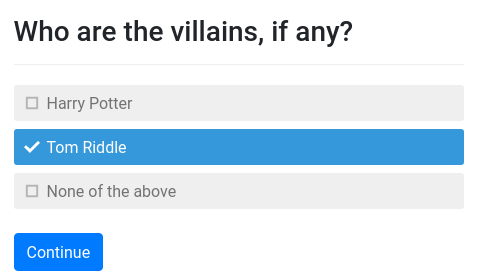 Who are the villains, if any?
Harry Potter
Tom Riddle
None of the above
Continue